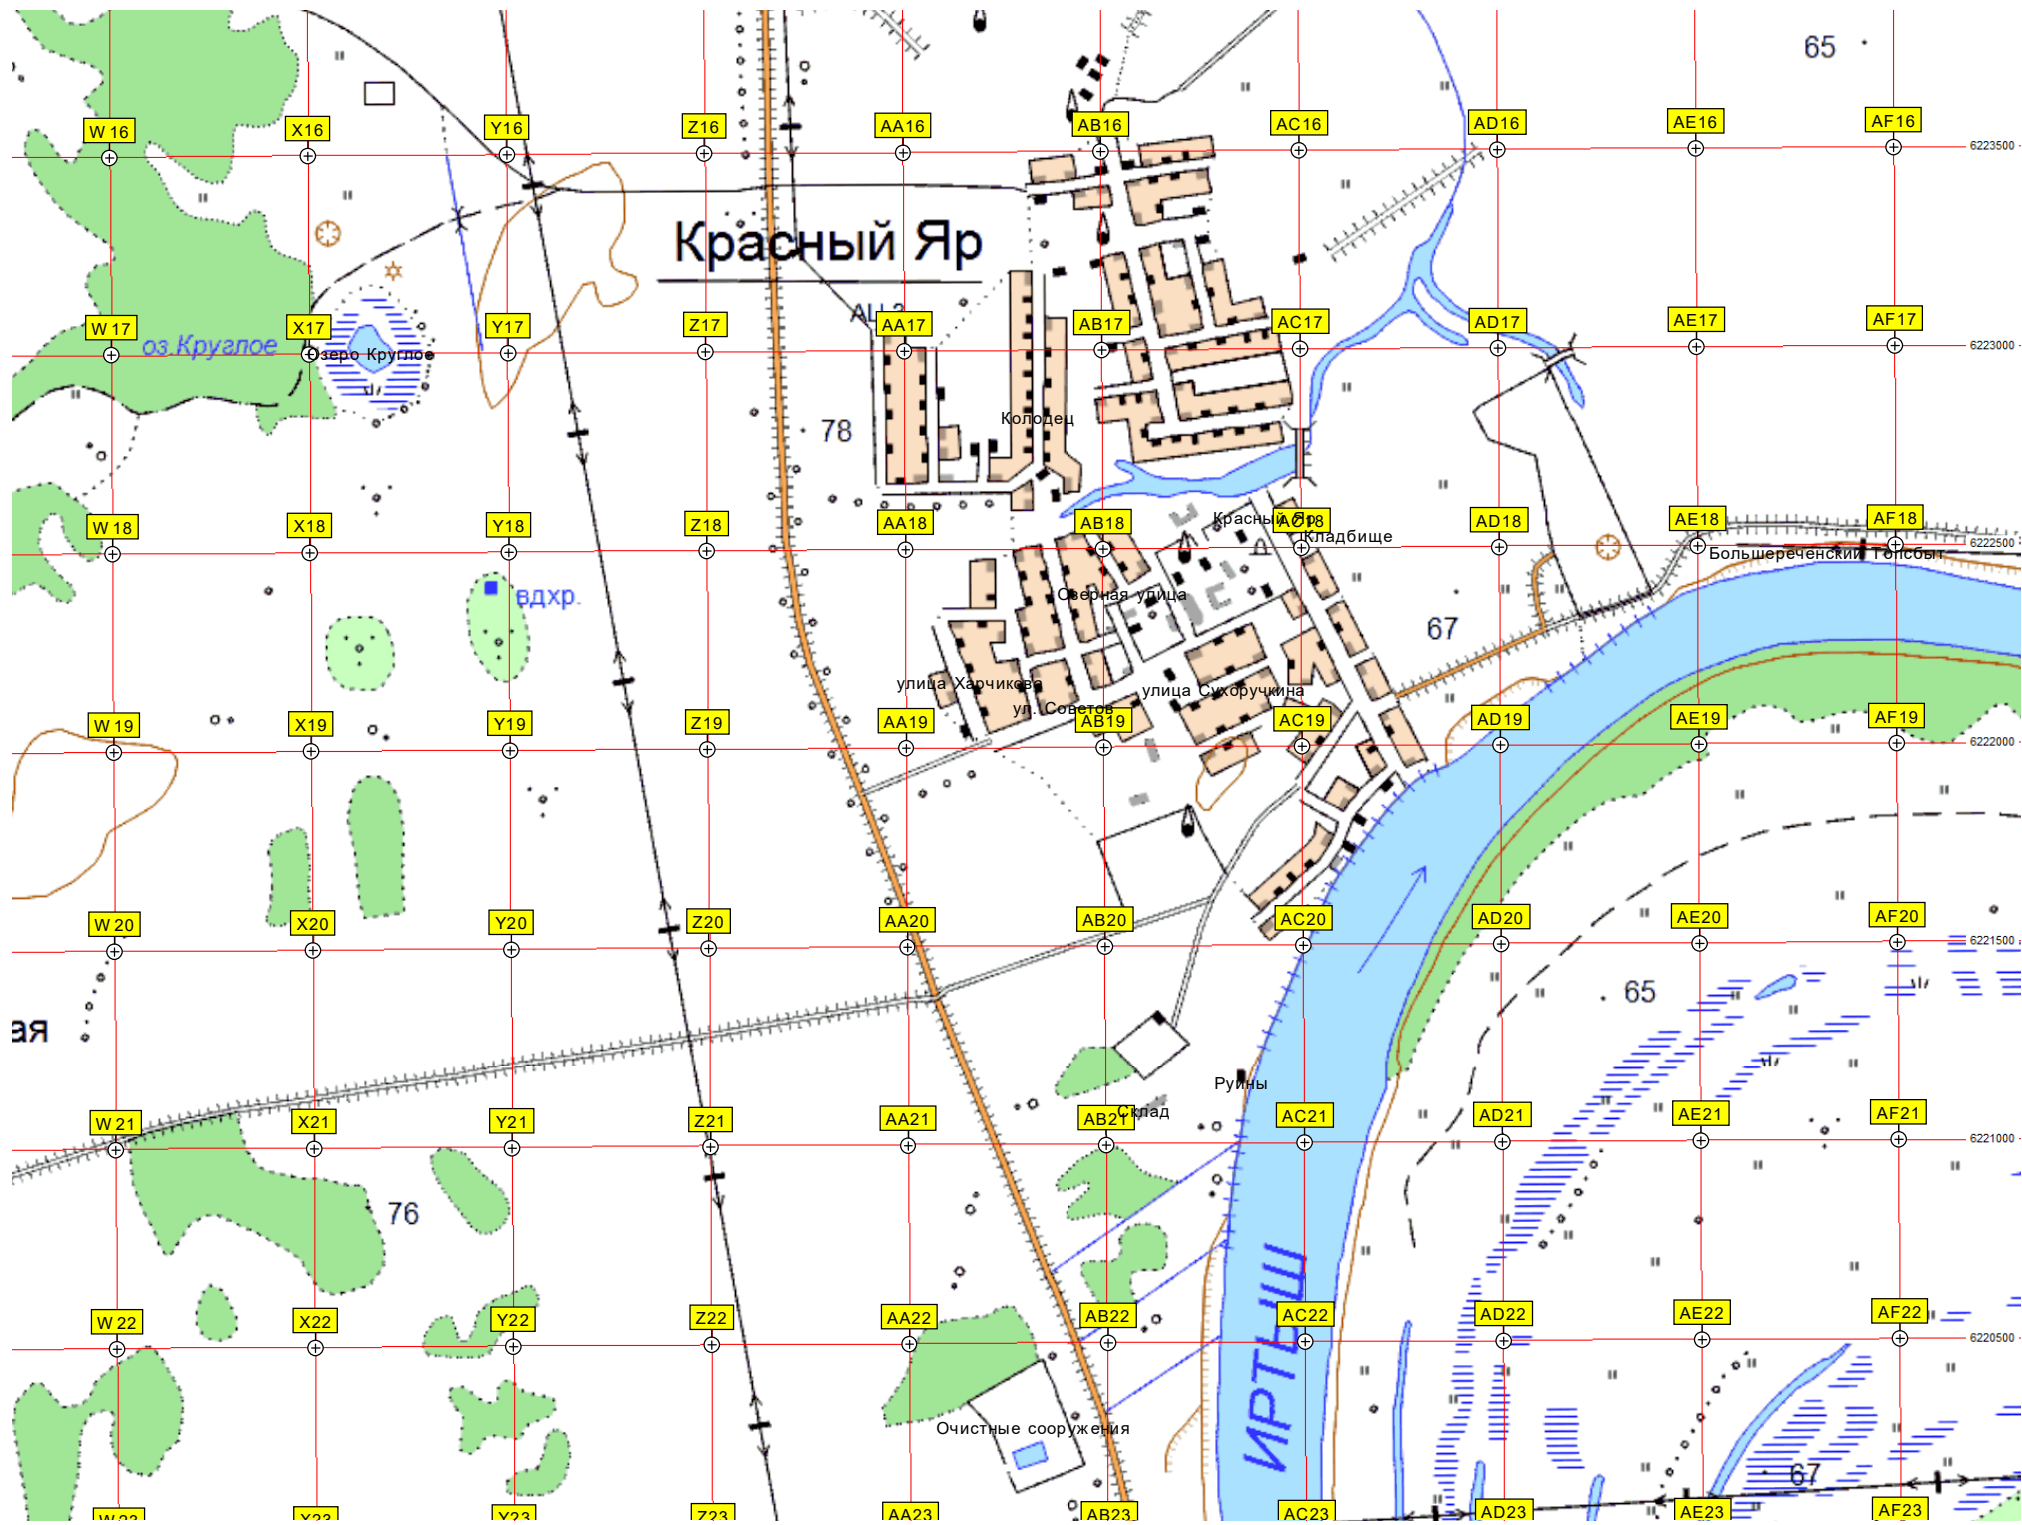 65
W 16
X16
Y16
Z16
AA16
AB16
AC16
AD16
AE16
AF16
6223500
Красный Яр
W 17
X17
Y17
Z17
AA17
AB17
AC17
AD17
AE17
AF17
6223000
оз.Круглое
Озеро Круглое
78
Колодец
W 18
X18
Y18
Z18
AA18
AB18
Красный Яр
AC18
AD18
AE18
AF18
Кладбище
6222500
Большереченский Топсбыт
вдхр.
Озерная улица
67
улица Харчикова
улица Сухоручкина
ул. Советов
W 19
X19
Y19
Z19
AA19
AB19
AC19
AD19
AE19
AF19
6222000
W 20
X20
Y20
Z20
AA20
AB20
AC20
AD20
AE20
AF20
6221500
65
ая
Руины
Склад
W 21
X21
Y21
Z21
AA21
AB21
AC21
AD21
AE21
AF21
6221000
76
ИРТЫШ
W 22
X22
Y22
Z22
AA22
AB22
AC22
AD22
AE22
AF22
6220500
Очистные сооружения
67
W 23
X23
Y23
Z23
AA23
AB23
AC23
AD23
AE23
AF23